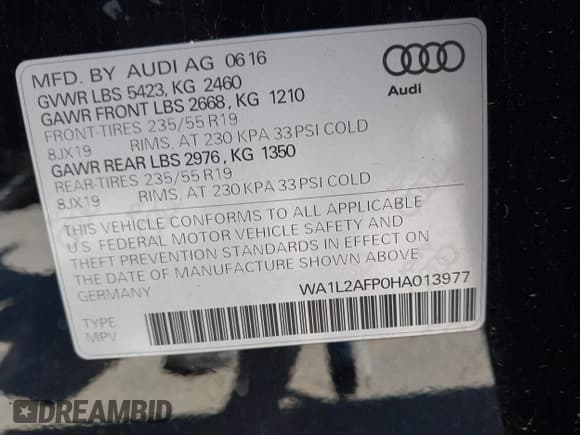 MFD. BY AUDI AG 06 16
GVWR LBS 5423, KG 2460
GAWR FRONT LBS 2668, KG 1210
FRONT-TIRES 235/55 R19
8JX19 RIMS, AT 230 KPA 33 PSI COLD
GAWR REAR LBS 2976, KG 1350
REAR-TIRES 235/55 R19
8JX19 RIMS, AT 230 KPA 33 PSI COLD
Audi
THIS VEHICLE CONFORMS TO ALL APPLICABLE
U.S. FEDERAL MOTOR VEHICLE SAFETY AND
THEFT PREVENTION STANDARDS IN EFFECT ON
THE DATE OF MANUFACTURE SHOWN ABOVE
GERMANY
WA1L2AFP0HA013977
TYPE
MPV
DREAMBID